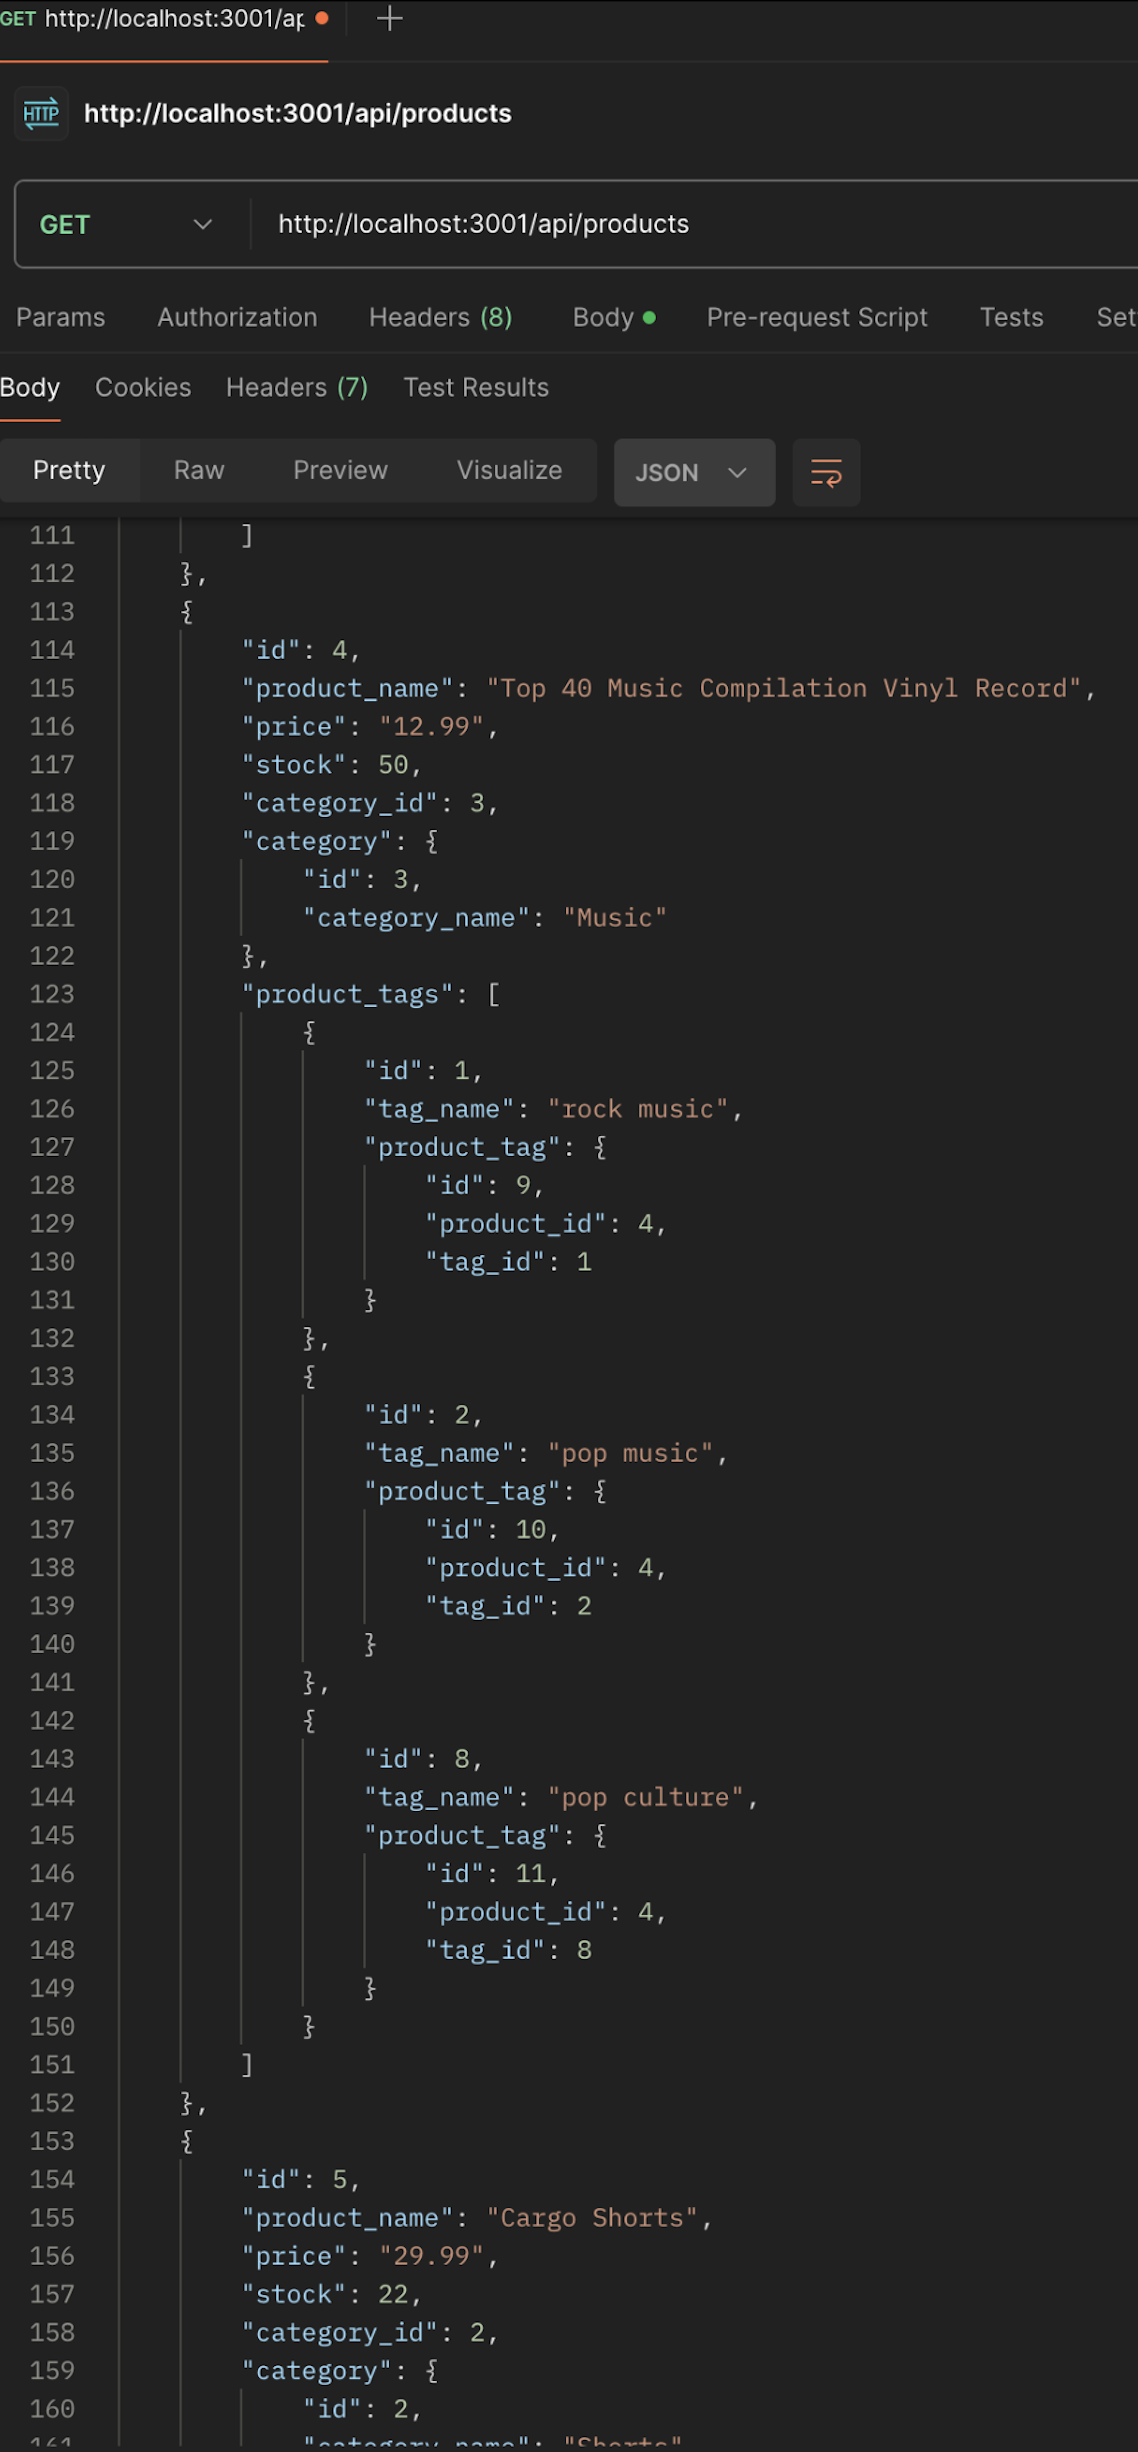 GET http://localhost:3001/ap
HTTP http://localhost:3001/api/products
GET http://localhost:3001/api/products
Params Authorization Headers (8) Body Pre-request Script Tests Set
Body Cookies Headers (7) Test Results
Pretty Raw Preview Visualize JSON
111 ]
112 },
113 {
114 "id": 4,
115 "product_name": "Top 40 Music Compilation Vinyl Record",
116 "price": "12.99",
117 "stock": 50,
118 "category_id": 3,
119 "category": {
120 "id": 3,
121 "category_name": "Music"
122 },
123 "product_tags": [
124 {
125 "id": 1,
126 "tag_name": "rock music",
127 "product_tag": {
128 "id": 9,
129 "product_id": 4,
130 "tag_id": 1
131 }
132 },
133 {
134 "id": 2,
135 "tag_name": "pop music",
136 "product_tag": {
137 "id": 10,
138 "product_id": 4,
139 "tag_id": 2
140 }
141 },
142 {
143 "id": 8,
144 "tag_name": "pop culture",
145 "product_tag": {
146 "id": 11,
147 "product_id": 4,
148 "tag_id": 8
149 }
150 }
151 ]
152 },
153 {
154 "id": 5,
155 "product_name": "Cargo Shorts",
156 "price": "29.99",
157 "stock": 22,
158 "category_id": 2,
159 "category": {
160 "id": 2,
161 "category_name": "Shorts"